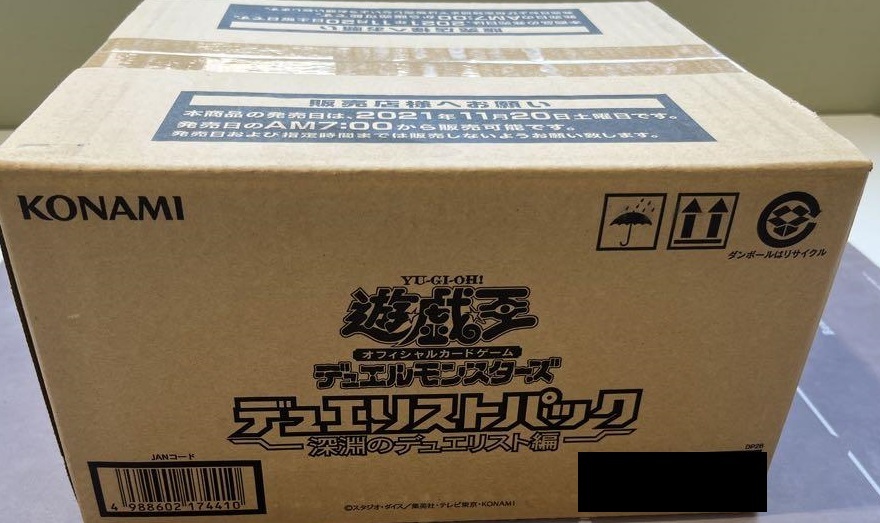 販売店様へお願い
本商品の発売日は、2021年11月20日土曜日です。
発売日のAM7:00から販売可能です。
発売日および指定時間までは販売しないようお願い致します。
KONAMI
ダンボールはリサイクル
YU-GI-OH!
遊戯王
オフィシャルカードゲーム
デュエルモンスターズ
デュエリストパック
深淵のデュエリスト編
JANコード
4 988602 174410
©スタジオ・ダイス/集英社・テレビ東京・KONAMI
DP26